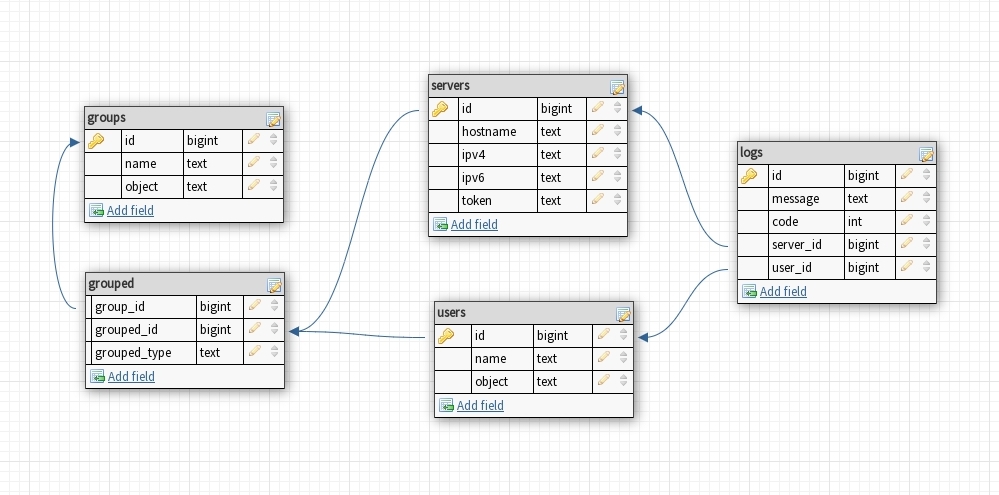 groups
id bigint
name text
object text
Add field
grouped
group_id bigint
grouped_id bigint
grouped_type text
Add field
servers
id bigint
hostname text
ipv4 text
ipv6 text
token text
Add field
users
id bigint
name text
object text
Add field
logs
id bigint
message text
code int
server_id bigint
user_id bigint
Add field